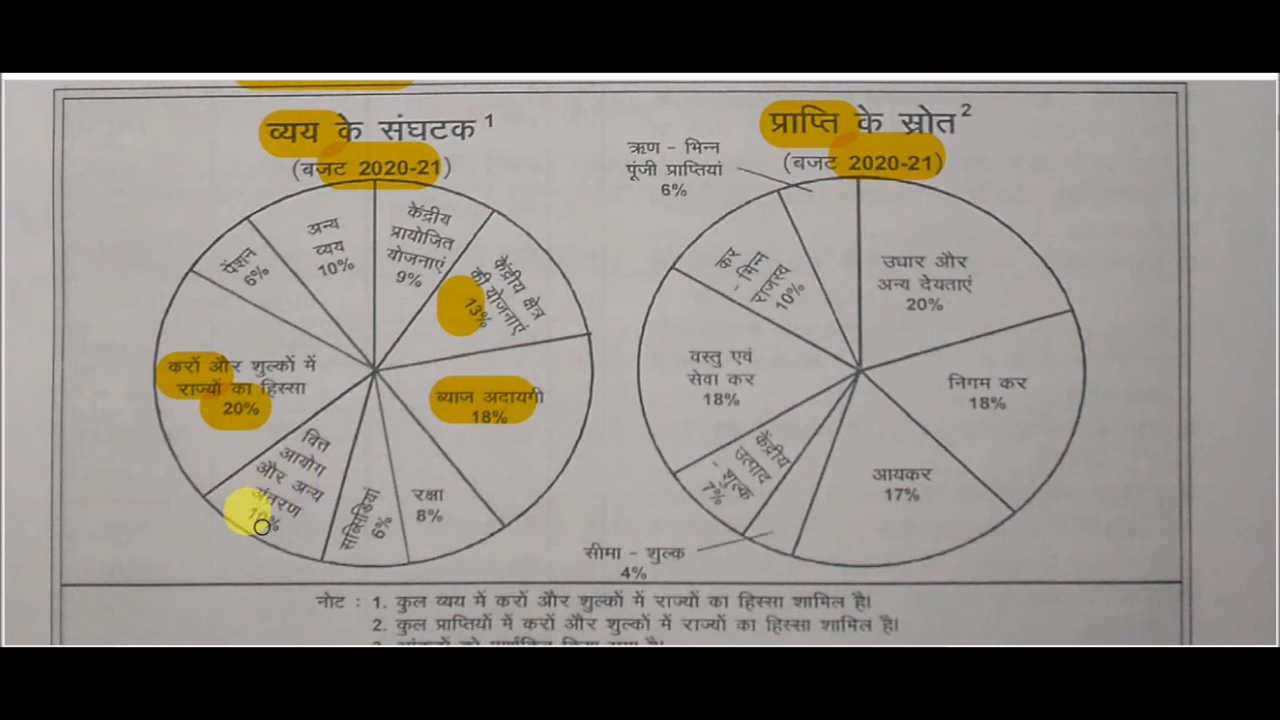 व्यय के संघटक 1
(बजट 2020-21)
केंद्रीय
प्रायोजित
योजनाएं
9%
केंद्रीय क्षेत्र
की योजनाएं
13%
ब्याज अदायगी
18%
रक्षा
8%
सब्सिडियां
6%
वित्त
आयोग
और अन्य
अंतरण
10%
करों और शुल्कों में
राज्यों का हिस्सा
20%
पेंशन
6%
अन्य
व्यय
10%
प्राप्ति के स्रोत 2
(बजट 2020-21)
ऋण - भिन्न
पूंजी प्राप्तियां
6%
उधार और
अन्य देयताएं
20%
निगम कर
18%
आयकर
17%
सीमा - शुल्क
4%
केंद्रीय
उत्पाद
- शुल्क
7%
वस्तु एवं
सेवा कर
18%
कर
- भिन्न
राजस्व
10%
नोट : 1. कुल व्यय में करों और शुल्कों में राज्यों का हिस्सा शामिल है।
2. कुल प्राप्तियों में करों और शुल्कों में राज्यों का हिस्सा शामिल है।